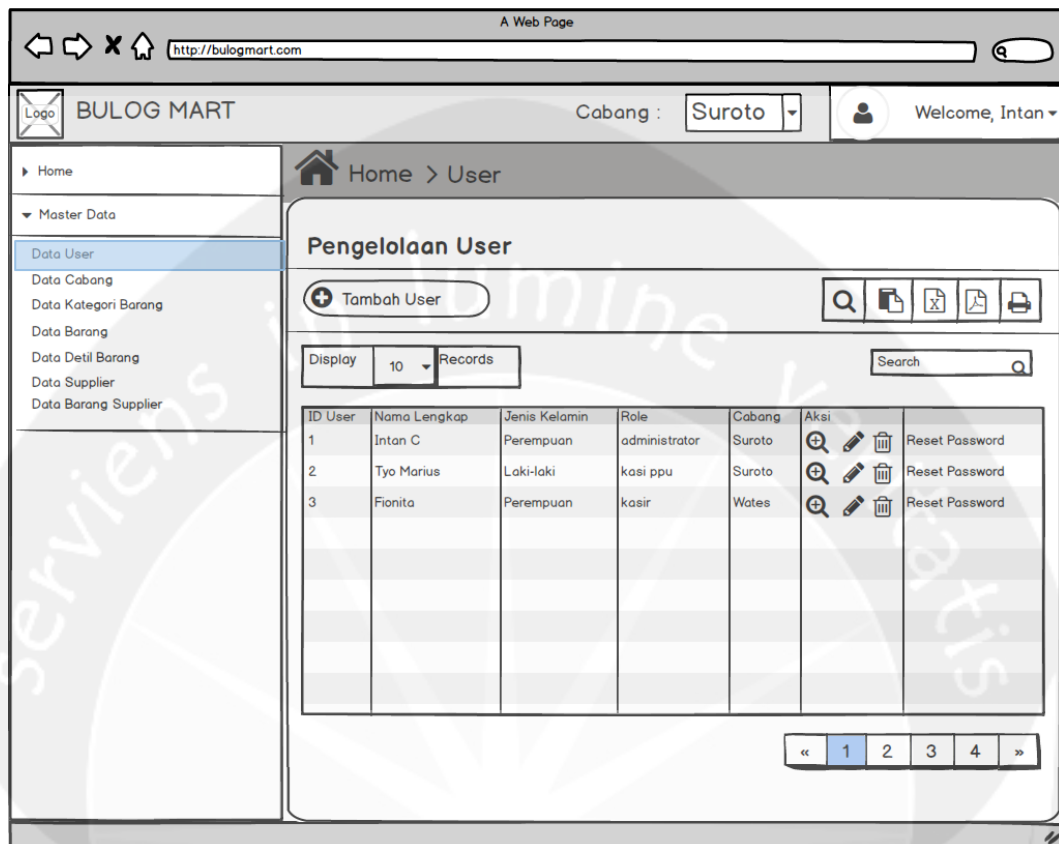 A Web Page
http://bulogmart.com
Logo BULOG MART Cabang : Suroto Welcome, Intan
Home
Master Data
Data User
Data Cabang
Data Kategori Barang
Data Barang
Data Detil Barang
Data Supplier
Data Barang Supplier
Home > User
Pengelolaan User
Tambah User
X
Display 10 Records
Search
ID User Nama Lengkap Jenis Kelamin Role Cabang Aksi
1 Intan C Perempuan administrator Suroto Reset Password
2 Tyo Marius Laki-laki kasi ppu Suroto Reset Password
3 Fionita Perempuan kasir Wates Reset Password
« 1 2 3 4 »
serviens in lumine veritatis